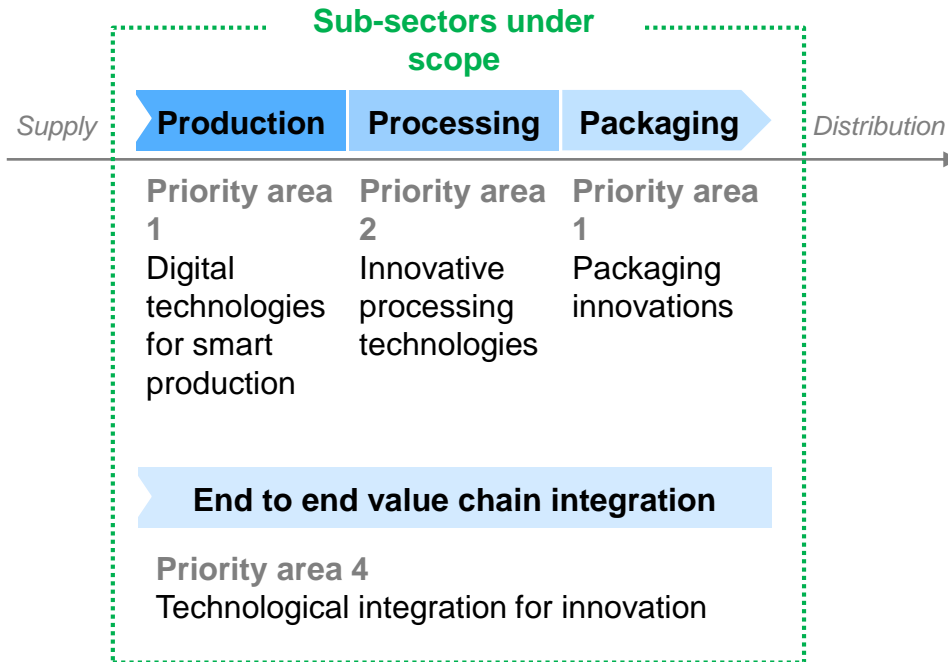 Sub-sectors under
scope
Supply
Production
Processing
Packaging
Distribution
Priority area
1
Digital
technologies
for smart
production
Priority area
2
Innovative
processing
technologies
Priority area
1
Packaging
innovations
End to end value chain integration
Priority area 4
Technological integration for innovation